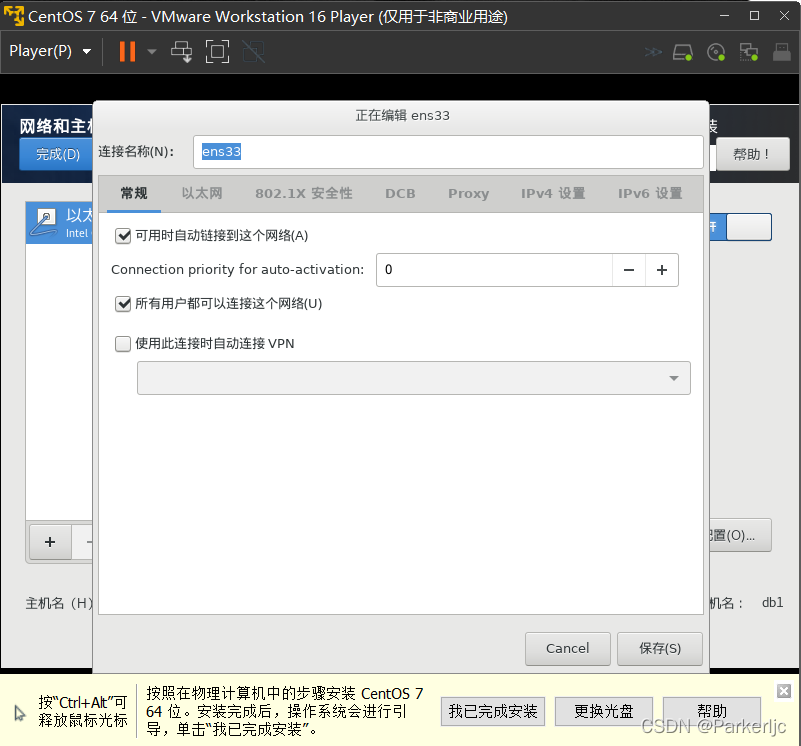 CentOS 7 64 位 - VMware Workstation 16 Player (仅用于非商业用途)
Player(P)
网络和主机
装
完成(D)
帮助！
正在编辑 ens33
连接名称(N)： ens33
常规 以太网 802.1X 安全性 DCB Proxy IPv4 设置 IPv6 设置
以太
Intel
开
可用时自动链接到这个网络(A)
Connection priority for auto-activation: 0 − +
所有用户都可以连接这个网络(U)
使用此连接时自动连接 VPN
+ −
配置(O)...
主机名（H）
机名： db1
Cancel 保存(S)
按“Ctrl+Alt”可
释放鼠标光标
按照在物理计算机中的步骤安装 CentOS 7
64 位。安装完成后，操作系统会进行引
导，单击“我已完成安装”。
我已完成安装 更换光盘 帮助
CSDN @Parkerljc